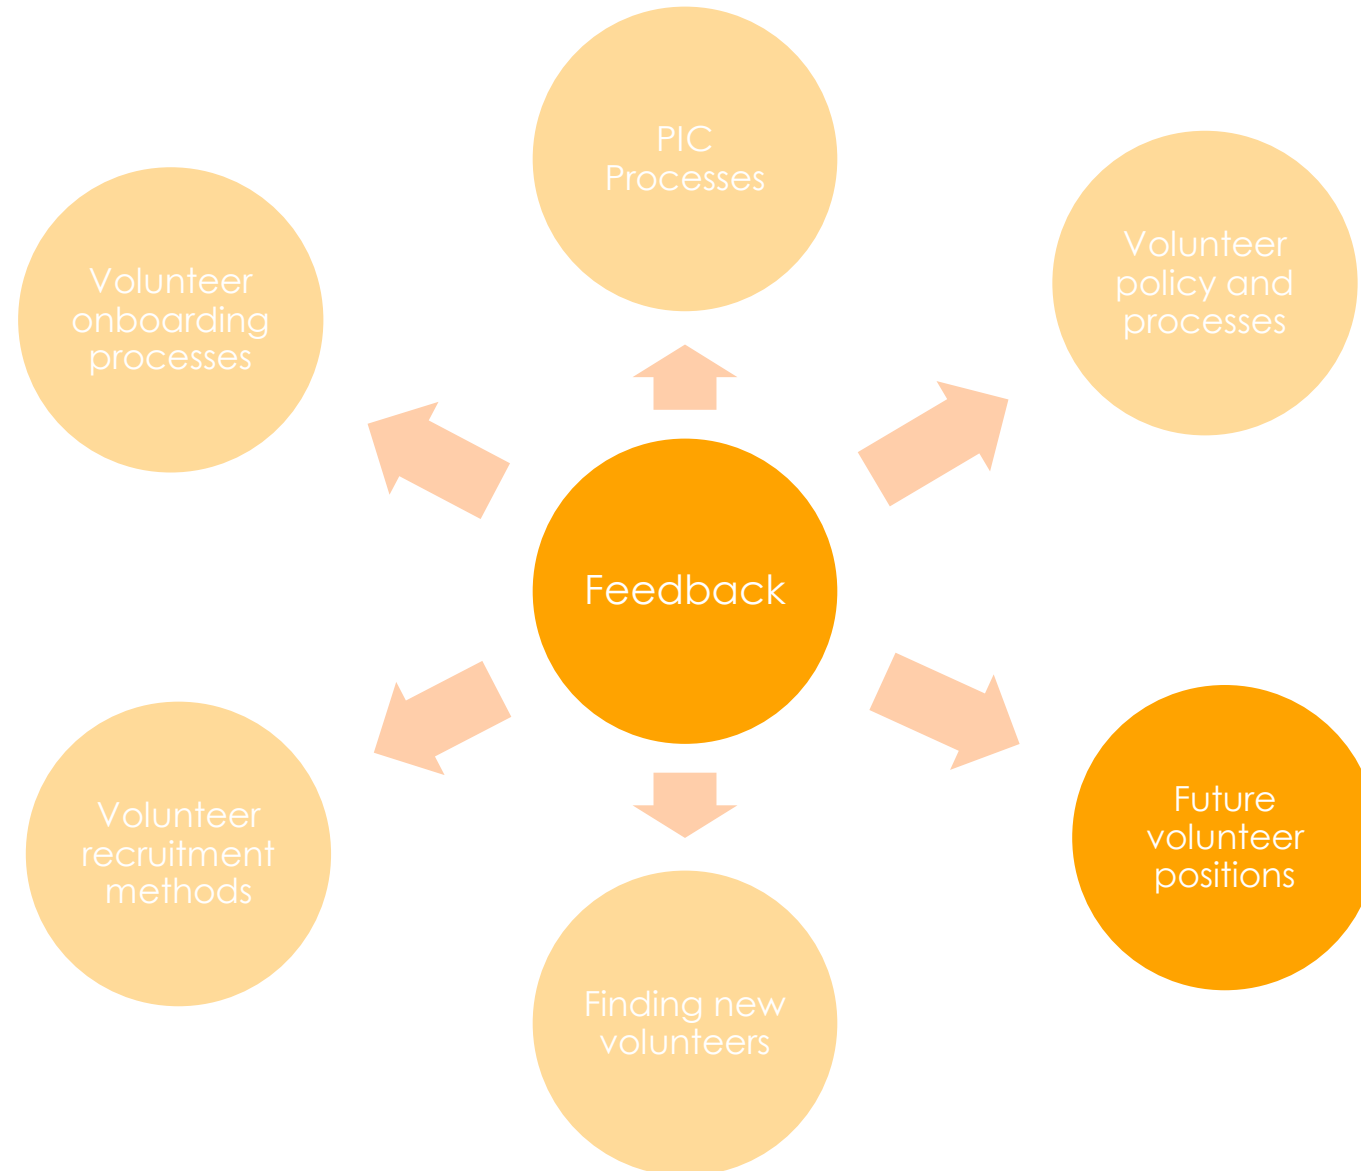 PIC
Processes
Volunteer
policy and
processes
Volunteer
onboarding
processes
Feedback
Future
volunteer
positions
Volunteer
recruitment
methods
Finding new
volunteers